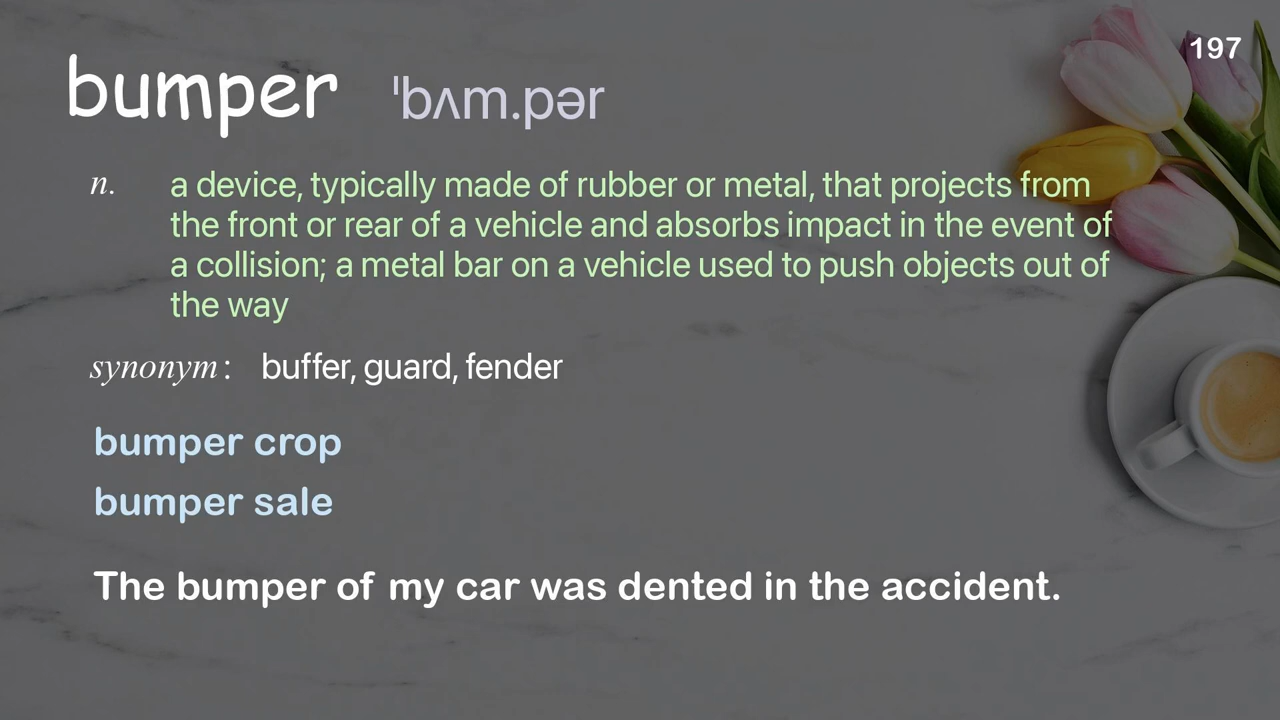 197
bumper ˈbʌm.pər
n. a device, typically made of rubber or metal, that projects from
the front or rear of a vehicle and absorbs impact in the event of
a collision; a metal bar on a vehicle used to push objects out of
the way
synonym: buffer, guard, fender
bumper crop
bumper sale
The bumper of my car was dented in the accident.